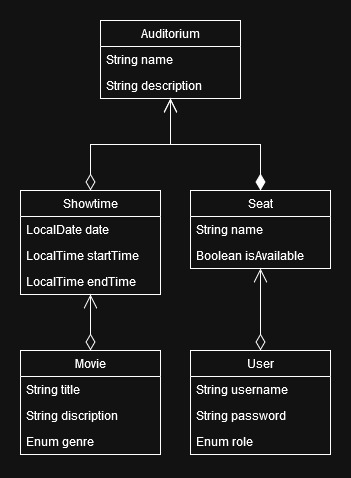 Auditorium
String name
String description
Showtime
LocalDate date
LocalTime startTime
LocalTime endTime
Seat
String name
Boolean isAvailable
Movie
String title
String discription
Enum genre
User
String username
String password
Enum role